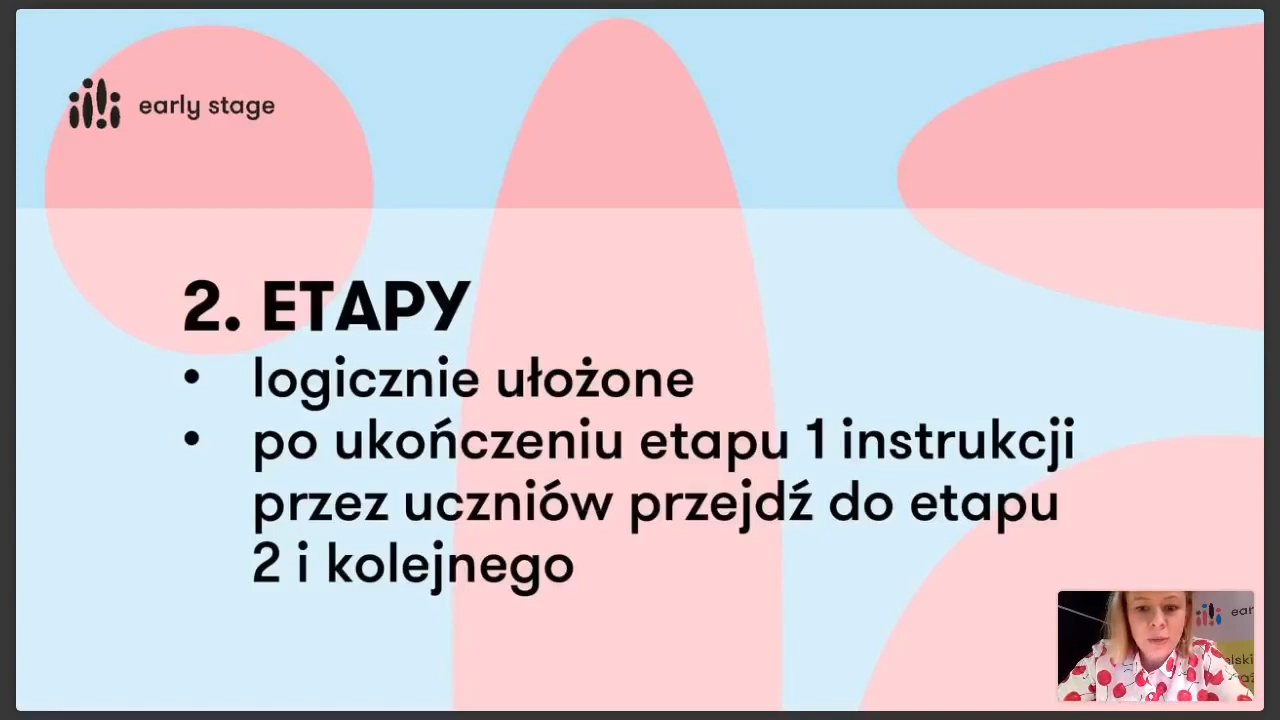 early stage
2. ETAPY
• logicznie ułożone
• po ukończeniu etapu 1 instrukcji
przez uczniów przejdź do etapu
2 i kolejnego